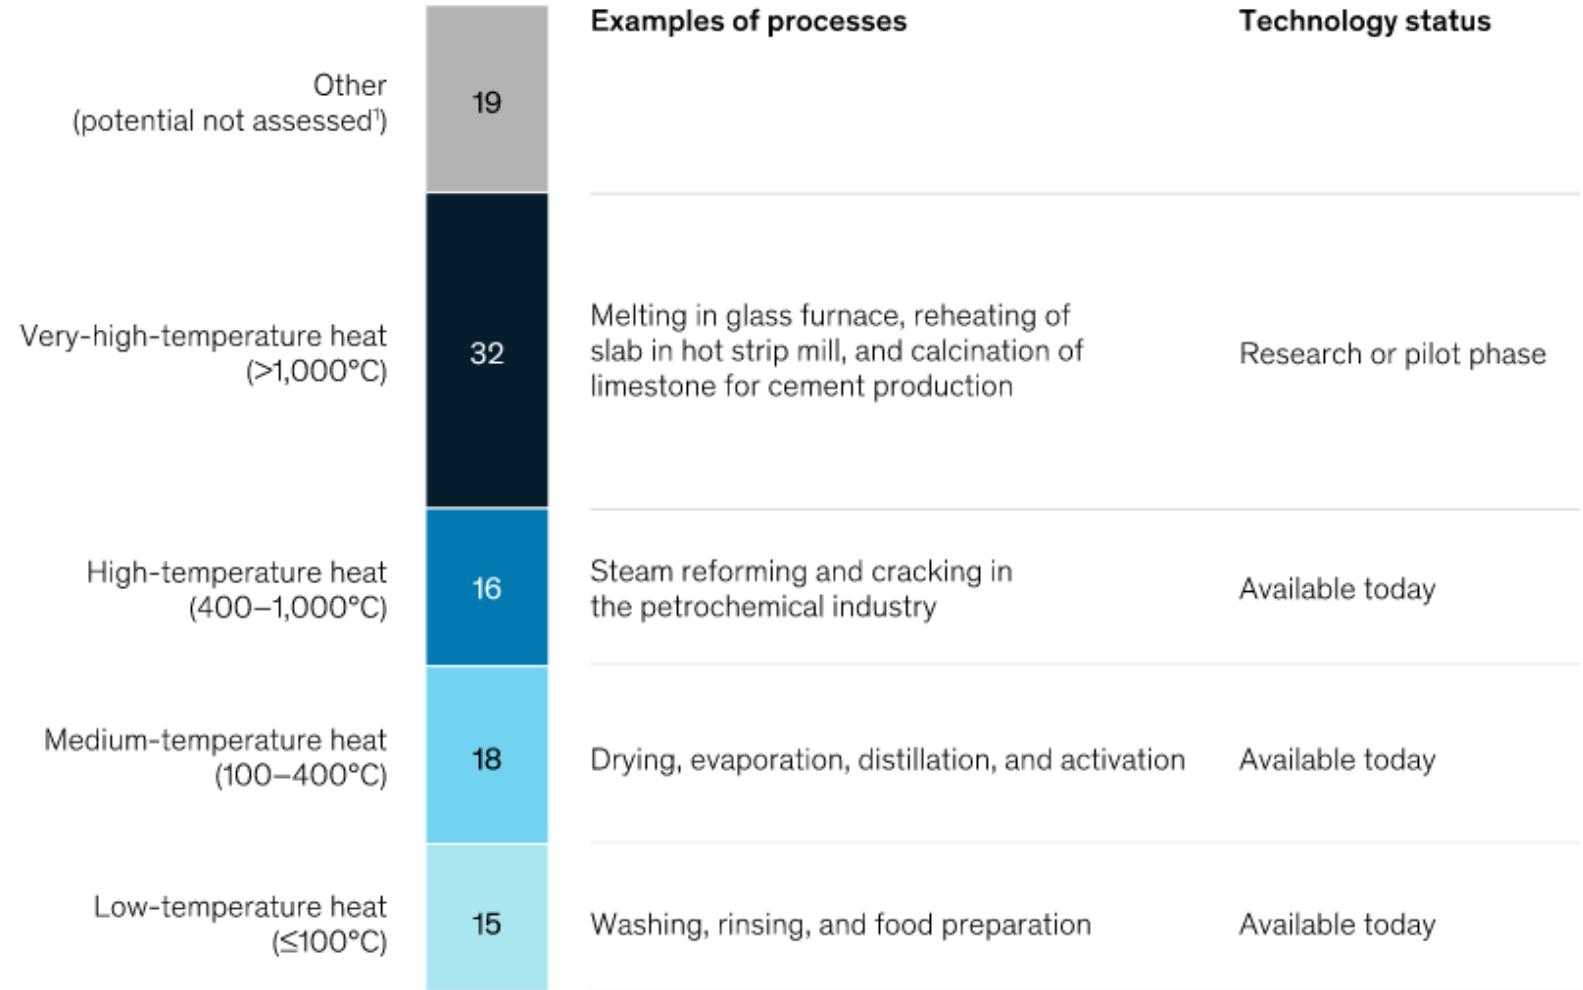 Examples of processes
Technology status
Other
(potential not assessed¹)
19
Very-high-temperature heat
(>1,000°C)
32
Melting in glass furnace, reheating of
slab in hot strip mill, and calcination of
limestone for cement production
Research or pilot phase
High-temperature heat
(400–1,000°C)
16
Steam reforming and cracking in
the petrochemical industry
Available today
Medium-temperature heat
(100–400°C)
18
Drying, evaporation, distillation, and activation
Available today
Low-temperature heat
(≤100°C)
15
Washing, rinsing, and food preparation
Available today